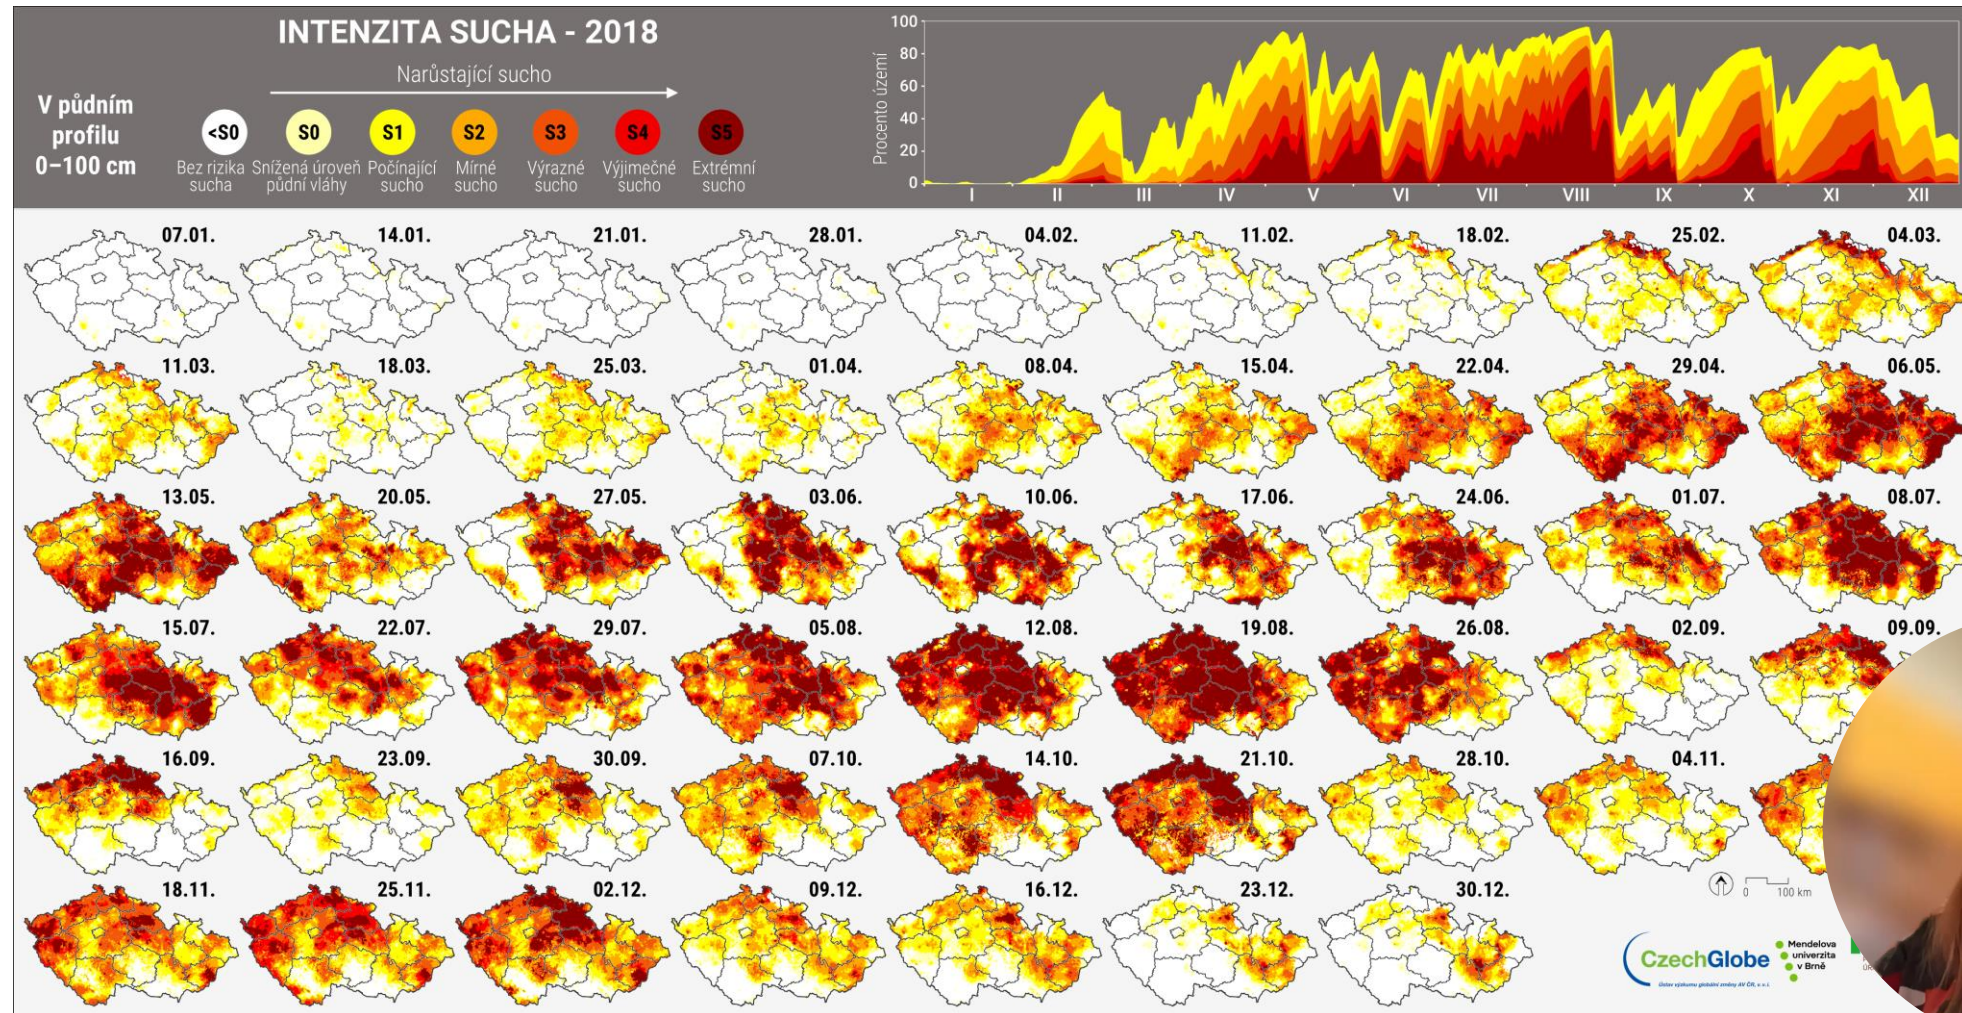 INTENZITA SUCHA - 2018
Narůstající sucho
V půdním
profilu
0–100 cm
<S0 S0 S1 S2 S3 S4 S5
Bez rizika sucha
Snížená úroveň půdní vláhy
Počínající sucho
Mírné sucho
Výrazné sucho
Výjimečné sucho
Extrémní sucho
Procento území
100
80
60
40
20
0
I II III IV V VI VII VIII IX X XI XII
07.01. 14.01. 21.01. 28.01. 04.02. 11.02. 18.02. 25.02. 04.03.
11.03. 18.03. 25.03. 01.04. 08.04. 15.04. 22.04. 29.04. 06.05.
13.05. 20.05. 27.05. 03.06. 10.06. 17.06. 24.06. 01.07. 08.07.
15.07. 22.07. 29.07. 05.08. 12.08. 19.08. 26.08. 02.09. 09.09.
16.09. 23.09. 30.09. 07.10. 14.10. 21.10. 28.10. 04.11.
18.11. 25.11. 02.12. 09.12. 16.12. 23.12. 30.12.
0 100 km
CzechGlobe
Ústav výzkumu globální změny AV ČR, v.v.i.
Mendelova
univerzita
v Brně